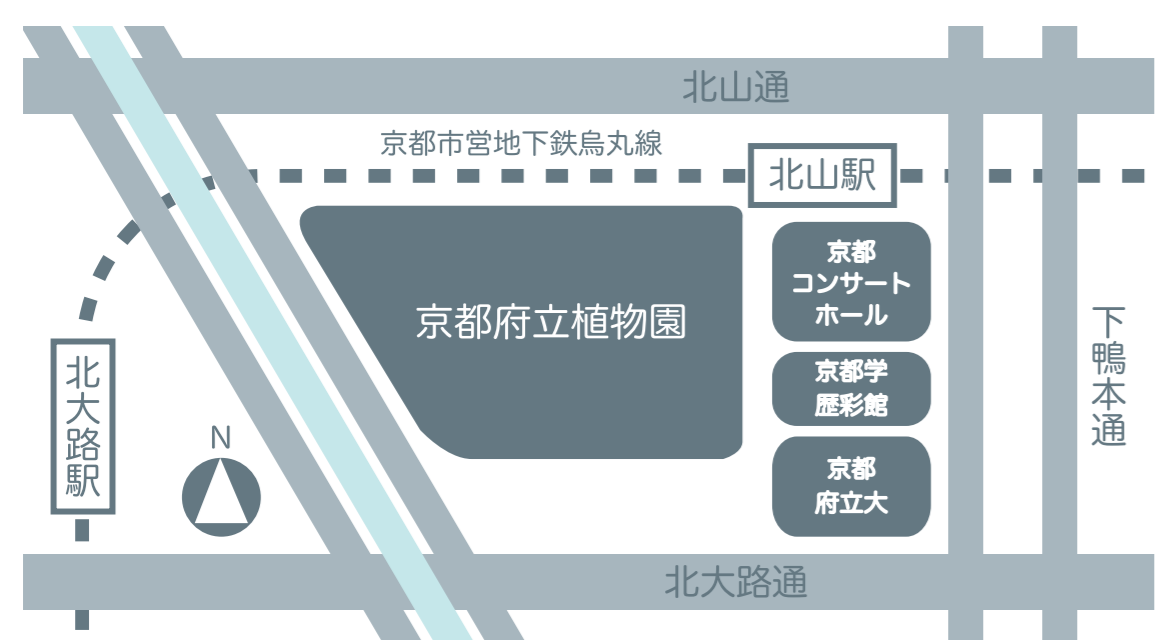 北山通
京都市営地下鉄烏丸線
北山駅
京都
コンサート
ホール
京都府立植物園
下鴨本通
京都学
歴彩館
北大路駅
N
京都
府立大
北大路通